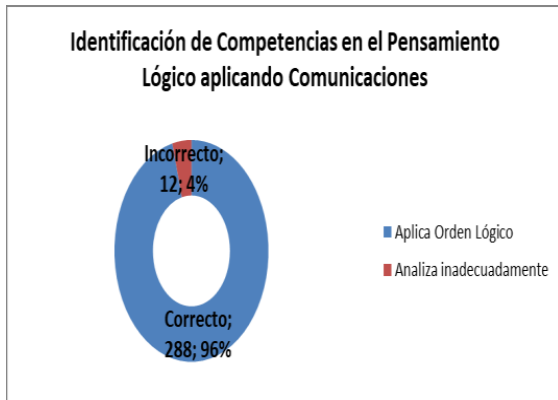 Identificación de Competencias en el Pensamiento
Lógico aplicando Comunicaciones
Incorrecto;
12; 4%
Aplica Orden Lógico
Analiza inadecuadamente
Correcto;
288; 96%